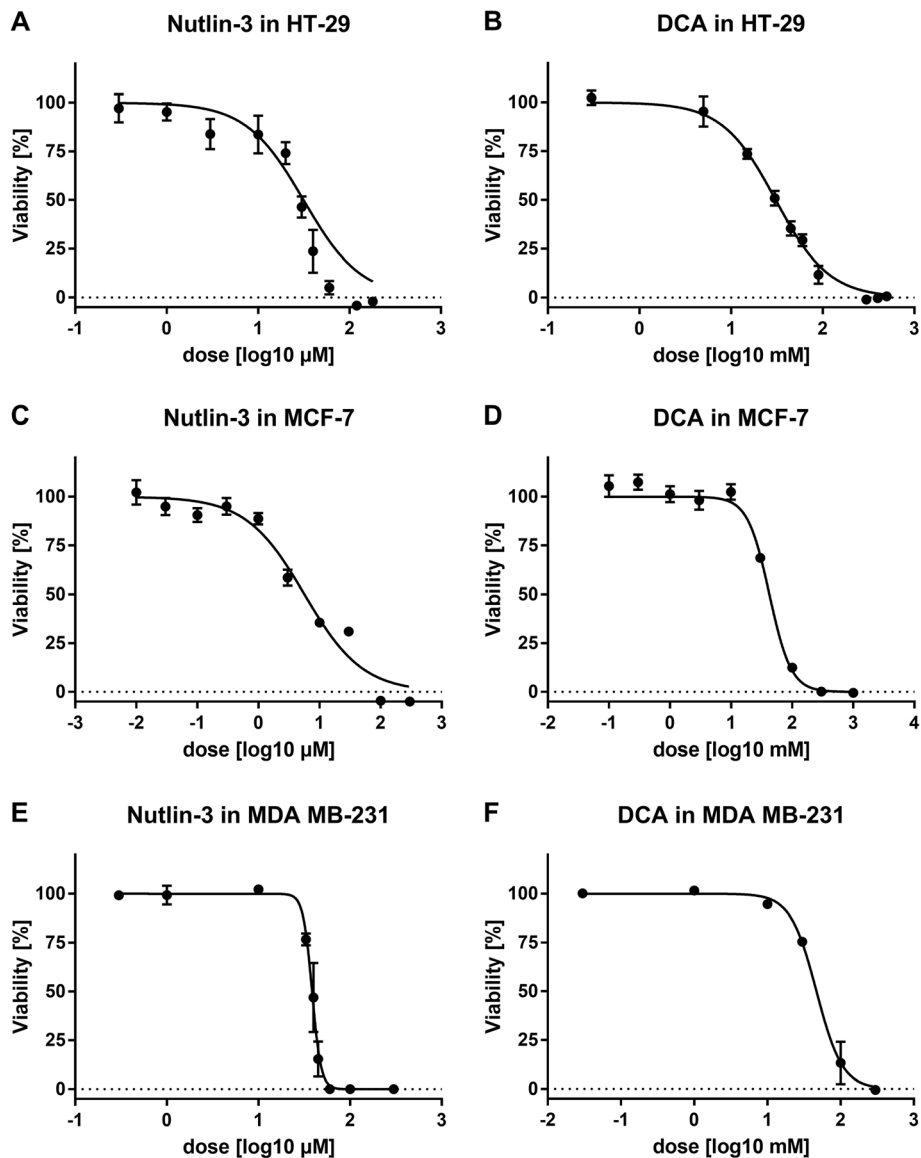 A
Nutlin-3 in HT-29
Viability [%]
100
75
50
25
0
-1 0 1 2 3
dose [log10 µM]
B
DCA in HT-29
Viability [%]
100
75
50
25
0
-1 0 1 2 3
dose [log10 mM]
C
Nutlin-3 in MCF-7
Viability [%]
100
75
50
25
0
-3 -2 -1 0 1 2 3
dose [log10 µM]
D
DCA in MCF-7
Viability [%]
100
75
50
25
0
-2 -1 0 1 2 3 4
dose [log10 mM]
E
Nutlin-3 in MDA MB-231
Viability [%]
100
75
50
25
0
-1 0 1 2 3
dose [log10 µM]
F
DCA in MDA MB-231
Viability [%]
100
75
50
25
0
-2 -1 0 1 2 3
dose [log10 mM]